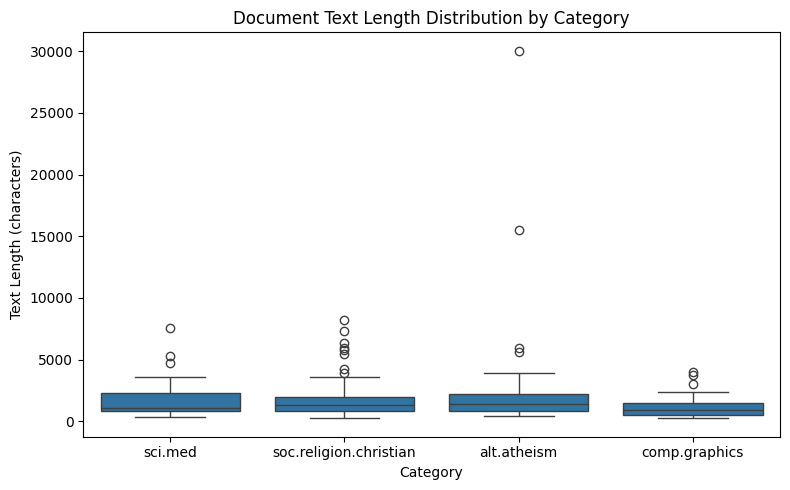 Document Text Length Distribution by Category
Text Length (characters)
30000
25000
20000
15000
10000
5000
0
sci.med
soc.religion.christian
alt.atheism
comp.graphics
Category